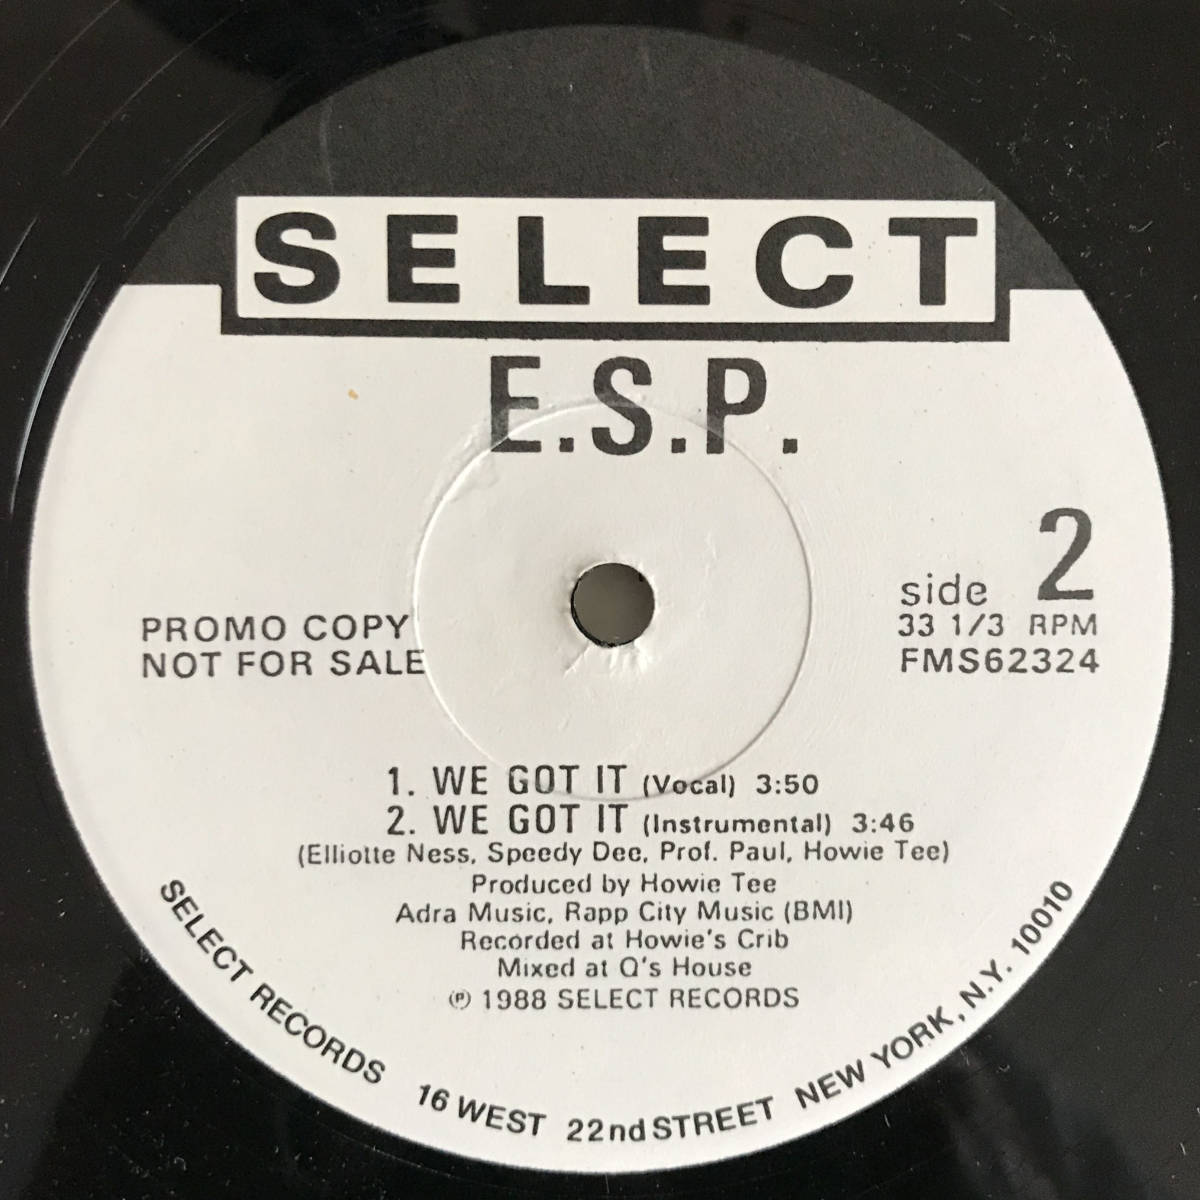 SELECT
E.S.P.
side 2
33 1/3 RPM
FMS62324
PROMO COPY
NOT FOR SALE
1. WE GOT IT (Vocal) 3:50
2. WE GOT IT (Instrumental) 3:46
(Elliotte Ness, Speedy Dee, Prof. Paul, Howie Tee)
Produced by Howie Tee
Adra Music, Rapp City Music (BMI)
Recorded at Howie's Crib
Mixed at Q's House
℗ 1988 SELECT RECORDS
SELECT RECORDS 16 WEST 22nd STREET NEW YORK, N.Y. 10010